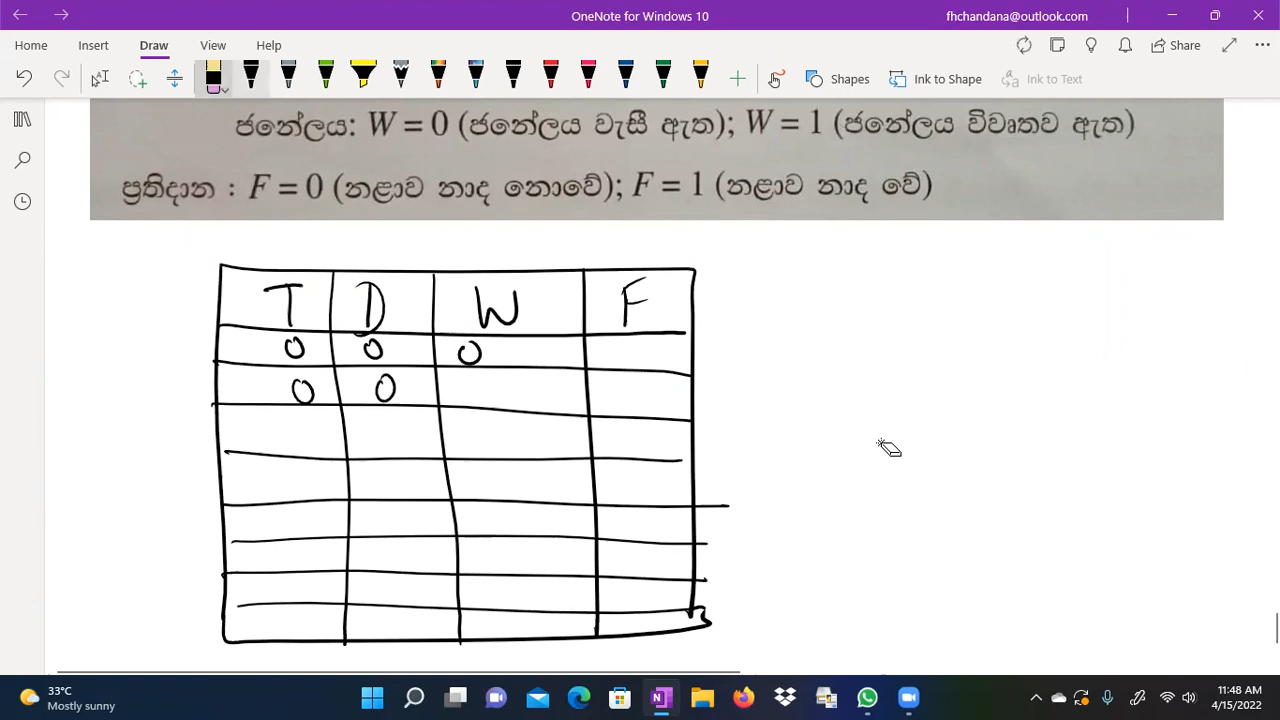 OneNote for Windows 10
fhchandana@outlook.com
Home Insert Draw View Help
Share
Shapes Ink to Shape Ink to Text
ජනේලය: W = 0 (ජනේලය වැසී ඇත); W = 1 (ජනේලය විවෘතව ඇත)
ප්‍රතිදාන : F = 0 (නළාව නාද නොවේ); F = 1 (නළාව නාද වේ)
T D W F
0 0 0
0 0
33°C
Mostly sunny
11:48 AM
4/15/2022